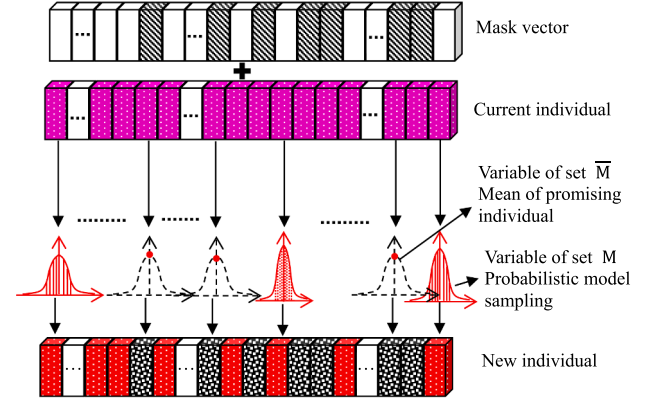 Mask vector
Current individual
Variable of set M̅
Mean of promising
individual
Variable of set M
Probabilistic model
sampling
New individual